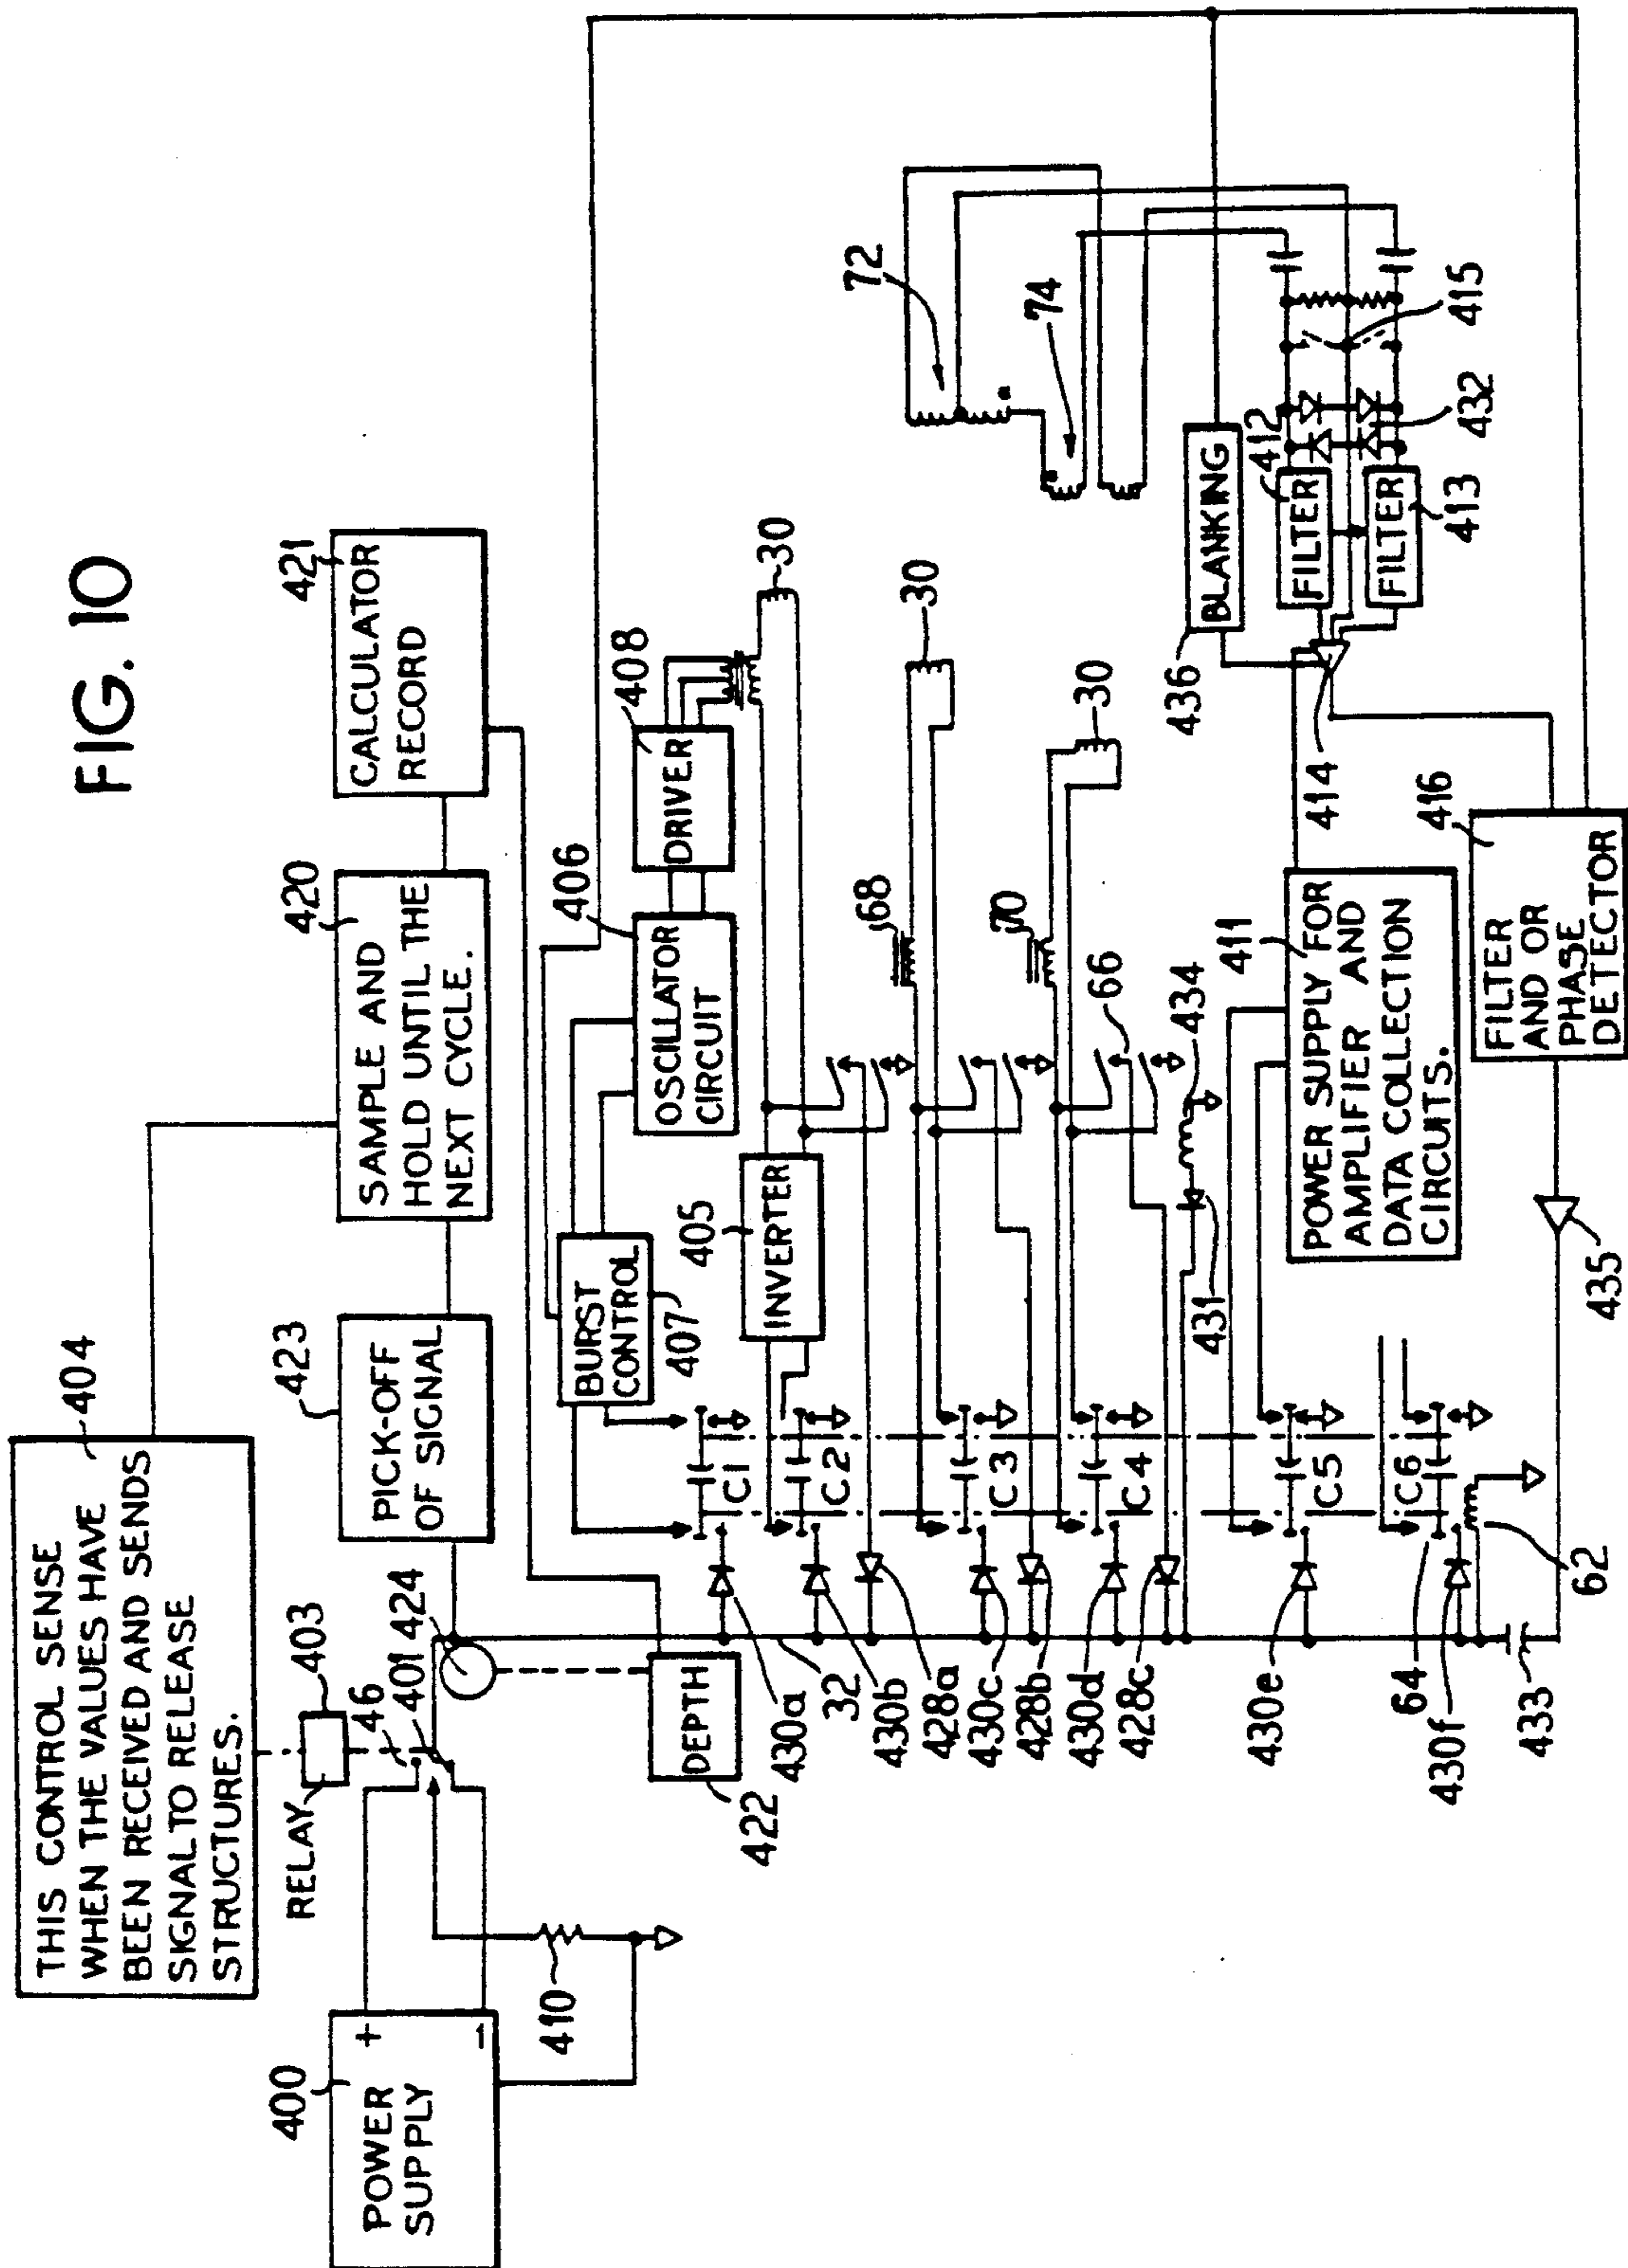 FIG. 10
THIS CONTROL SENSE
WHEN THE VALUES HAVE
BEEN RECEIVED AND SENDS
SIGNAL TO RELEASE
STRUCTURES.
404
423
PICK-OFF
OF SIGNAL
420
SAMPLE AND
HOLD UNTIL THE
NEXT CYCLE.
421
CALCULATOR
RECORD
RELAY
403
46
401
424
400
POWER
SUPPLY
+
-
410
DEPTH
422
BURST
CONTROL
407
406
OSCILLATOR
CIRCUIT
408
DRIVER
405
INVERTER
30
30
30
68
70
66
434
431
72
74
C1
C2
C3
C4
C5
C6
430a
32
430b
428a
430c
428b
430d
428c
430e
64
430f
62
433
411
POWER SUPPLY FOR
AMPLIFIER AND
DATA COLLECTION
CIRCUITS.
436
BLANKING
412
FILTER
FILTER
413
432
415
414
416
FILTER
AND OR
PHASE
DETECTOR
435